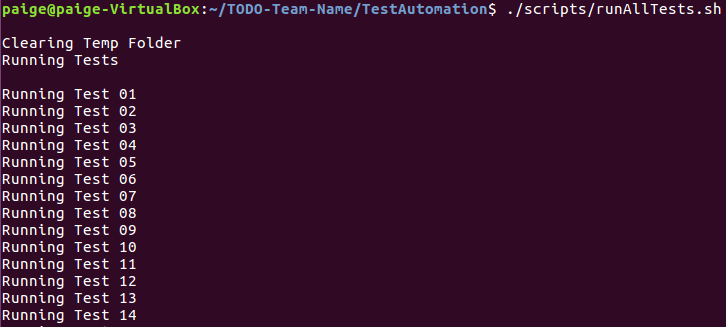 paige@paige-VirtualBox:~/TODO-Team-Name/TestAutomation$ ./scripts/runAllTests.sh
Clearing Temp Folder
Running Tests
Running Test 01
Running Test 02
Running Test 03
Running Test 04
Running Test 05
Running Test 06
Running Test 07
Running Test 08
Running Test 09
Running Test 10
Running Test 11
Running Test 12
Running Test 13
Running Test 14